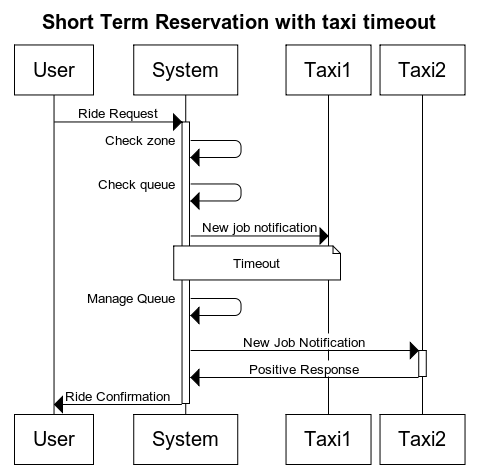 Short Term Reservation with taxi timeout
User System Taxi1 Taxi2
Ride Request
Check zone
Check queue
New job notification
Timeout
Manage Queue
New Job Notification
Positive Response
Ride Confirmation
User System Taxi1 Taxi2